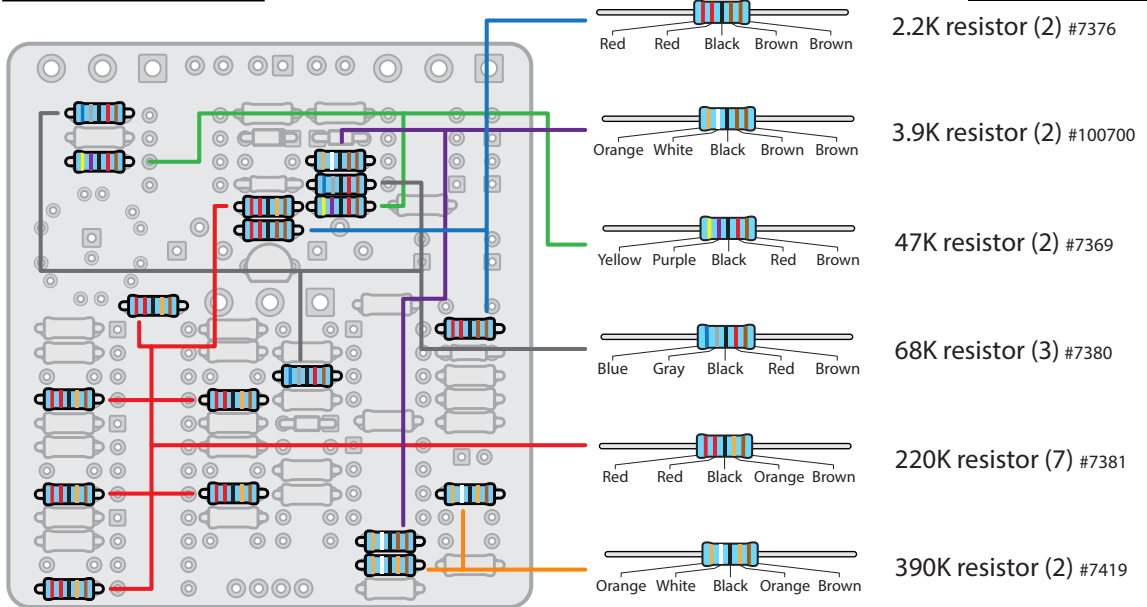 2.2K resistor (2) #7376
Red Red Black Brown Brown
3.9K resistor (2) #100700
Orange White Black Brown Brown
47K resistor (2) #7369
Yellow Purple Black Red Brown
68K resistor (3) #7380
Blue Gray Black Red Brown
220K resistor (7) #7381
Red Red Black Orange Brown
390K resistor (2) #7419
Orange White Black Orange Brown